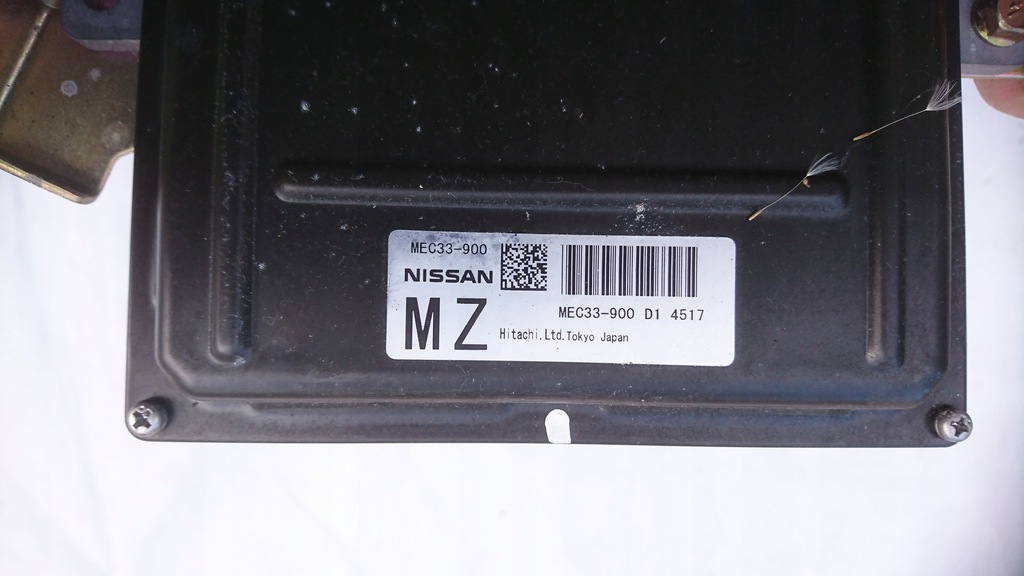 MEC33-900
NISSAN
MZ
MEC33-900 D1 4517
Hitachi.Ltd.Tokyo Japan